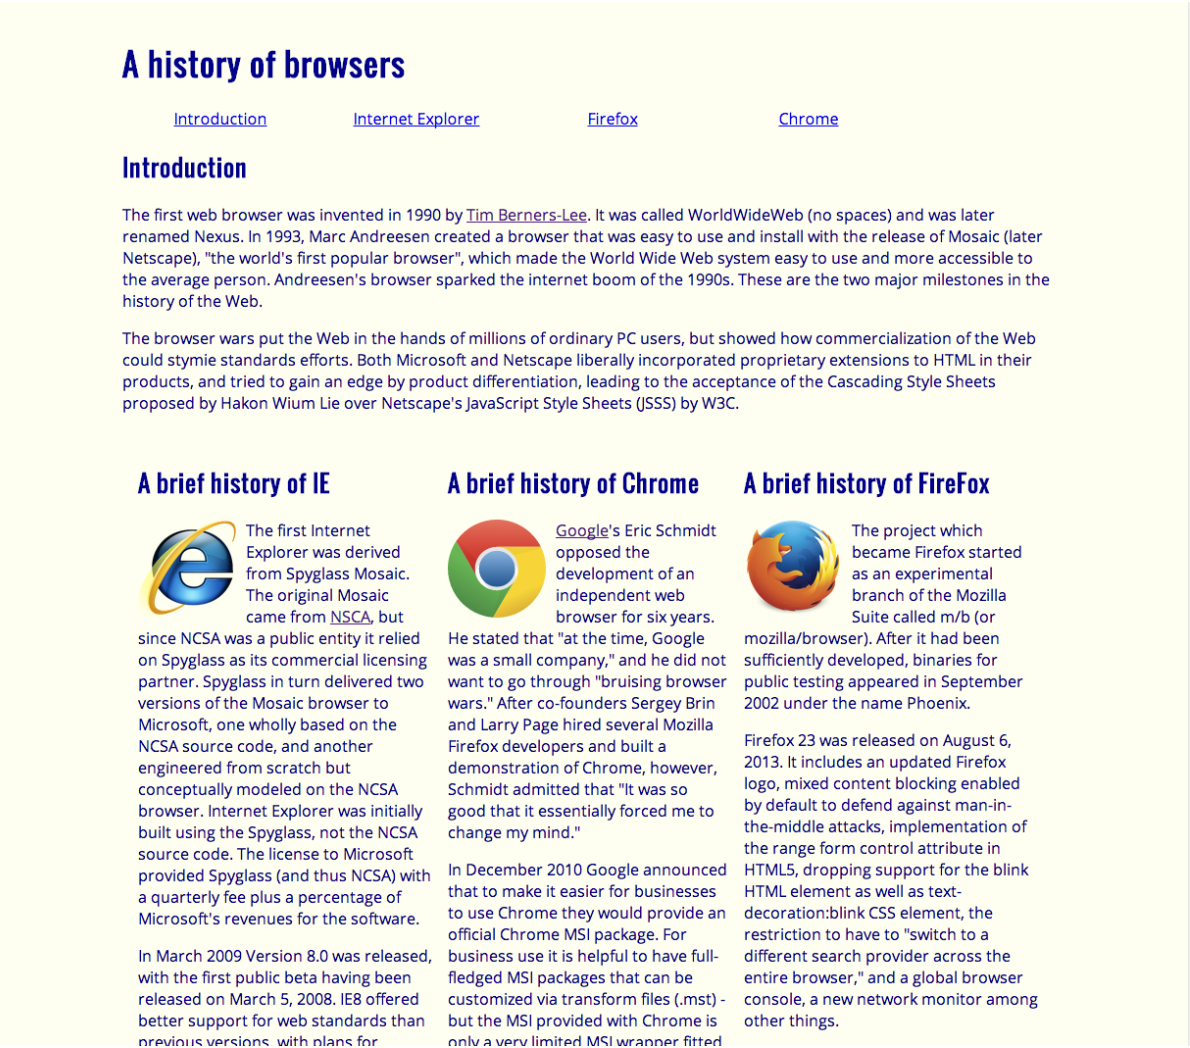 A history of browsers
Introduction
Internet Explorer
Firefox
Chrome
Introduction
The first web browser was invented in 1990 by Tim Berners-Lee. It was called WorldWideWeb (no spaces) and was later
renamed Nexus. In 1993, Marc Andreesen created a browser that was easy to use and install with the release of Mosaic (later
Netscape), "the world's first popular browser", which made the World Wide Web system easy to use and more accessible to
the average person. Andreesen's browser sparked the internet boom of the 1990s. These are the two major milestones in the
history of the Web.
The browser wars put the Web in the hands of millions of ordinary PC users, but showed how commercialization of the Web
could stymie standards efforts. Both Microsoft and Netscape liberally incorporated proprietary extensions to HTML in their
products, and tried to gain an edge by product differentiation, leading to the acceptance of the Cascading Style Sheets
proposed by Hakon Wium Lie over Netscape's JavaScript Style Sheets (JSSS) by W3C.
A brief history of IE
The first Internet
Explorer was derived
from Spyglass Mosaic.
The original Mosaic
came from NSCA, but
since NCSA was a public entity it relied
on Spyglass as its commercial licensing
partner. Spyglass in turn delivered two
versions of the Mosaic browser to
Microsoft, one wholly based on the
NCSA source code, and another
engineered from scratch but
conceptually modeled on the NCSA
browser. Internet Explorer was initially
built using the Spyglass, not the NCSA
source code. The license to Microsoft
provided Spyglass (and thus NCSA) with
a quarterly fee plus a percentage of
Microsoft's revenues for the software.
In March 2009 Version 8.0 was released,
with the first public beta having been
released on March 5, 2008. IE8 offered
better support for web standards than
previous versions, with plans for
A brief history of Chrome
Google's Eric Schmidt
opposed the
development of an
independent web
browser for six years.
He stated that "at the time, Google
was a small company," and he did not
want to go through "bruising browser
wars." After co-founders Sergey Brin
and Larry Page hired several Mozilla
Firefox developers and built a
demonstration of Chrome, however,
Schmidt admitted that "It was so
good that it essentially forced me to
change my mind."
In December 2010 Google announced
that to make it easier for businesses
to use Chrome they would provide an
official Chrome MSI package. For
business use it is helpful to have full-
fledged MSI packages that can be
customized via transform files (.mst) -
but the MSI provided with Chrome is
only a very limited MSI wrapper fitted
A brief history of FireFox
The project which
became Firefox started
as an experimental
branch of the Mozilla
Suite called m/b (or
mozilla/browser). After it had been
sufficiently developed, binaries for
public testing appeared in September
2002 under the name Phoenix.
Firefox 23 was released on August 6,
2013. It includes an updated Firefox
logo, mixed content blocking enabled
by default to defend against man-in-
the-middle attacks, implementation of
the range form control attribute in
HTML5, dropping support for the blink
HTML element as well as text-
decoration:blink CSS element, the
restriction to have to "switch to a
different search provider across the
entire browser," and a global browser
console, a new network monitor among
other things.